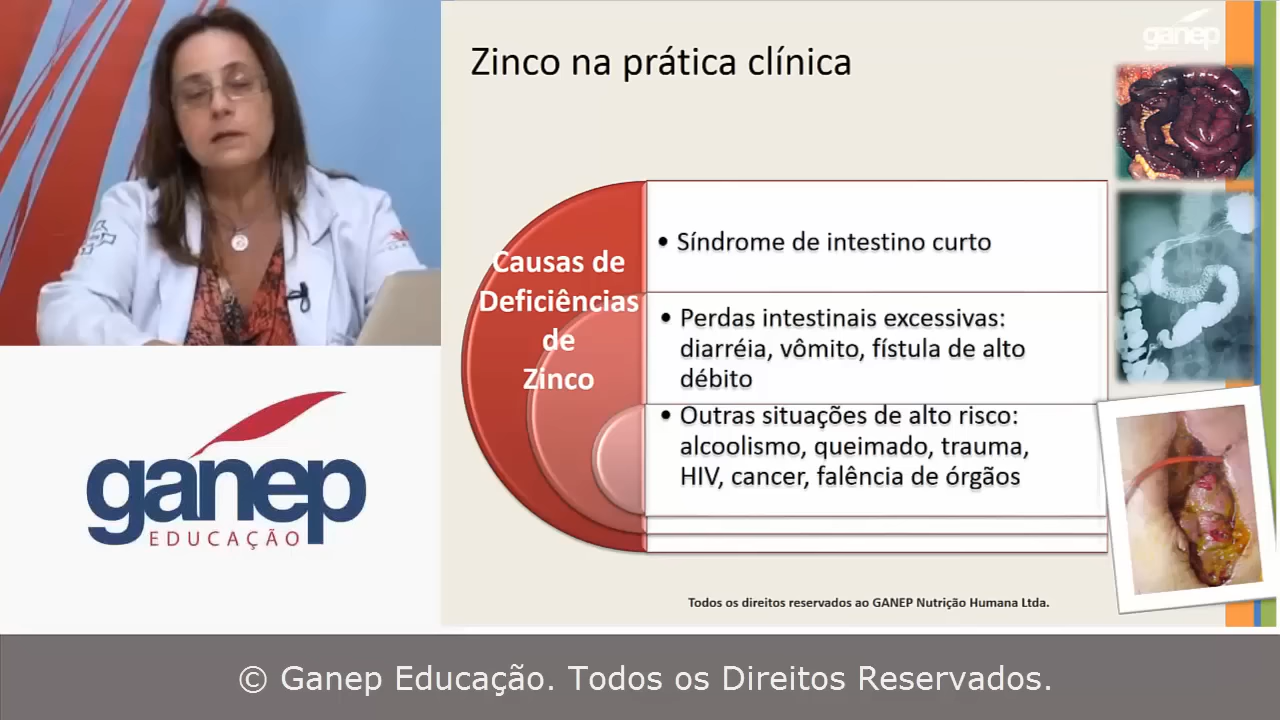 ganep
Zinco na prática clínica
Causas de
Deficiências
de
Zinco
• Síndrome de intestino curto
• Perdas intestinais excessivas:
diarréia, vômito, fístula de alto
débito
• Outras situações de alto risco:
alcoolismo, queimado, trauma,
HIV, cancer, falência de órgãos
ganep
EDUCAÇÃO
Todos os direitos reservados ao GANEP Nutrição Humana Ltda.
© Ganep Educação. Todos os Direitos Reservados.